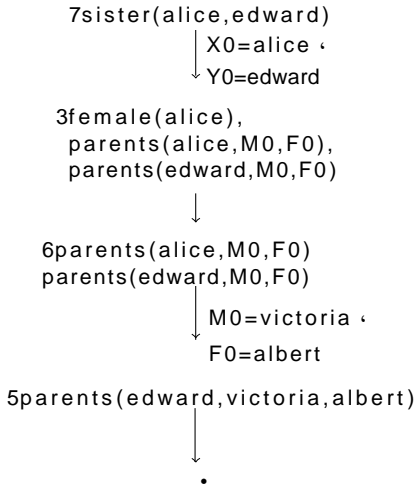 7sister(alice,edward)
X0=alice ،
Y0=edward
3female(alice),
parents(alice,M0,F0),
parents(edward,M0,F0)
6parents(alice,M0,F0)
parents(edward,M0,F0)
M0=victoria ،
F0=albert
5parents(edward,victoria,albert)